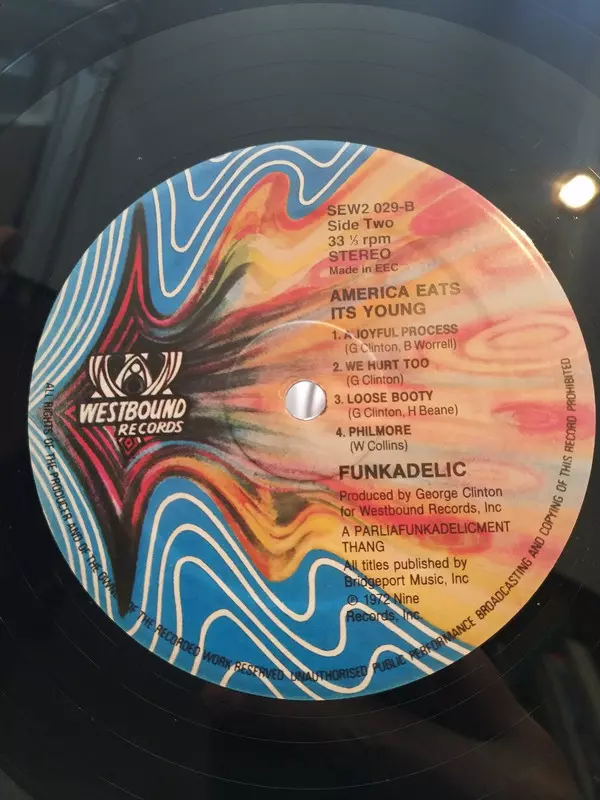 SEW2 029-B
Side Two
33 ⅓ rpm
STEREO
Made in EEC
AMERICA EATS
ITS YOUNG
1. A JOYFUL PROCESS
(G Clinton, B Worrell)
2. WE HURT TOO
(G Clinton)
3. LOOSE BOOTY
(G Clinton, H Beane)
4. PHILMORE
(W Collins)
FUNKADELIC
Produced by George Clinton
for Westbound Records, Inc
A PARLIAFUNKADELICMENT
THANG
All titles published by
Bridgeport Music, Inc
℗ 1972 Nine
Records, Inc.
WESTBOUND
RECORDS
ALL RIGHTS OF THE PRODUCER AND OF THE OWNER OF THE RECORDED WORK RESERVED UNAUTHORISED PUBLIC PERFORMANCE BROADCASTING AND COPYING OF THIS RECORD PROHIBITED